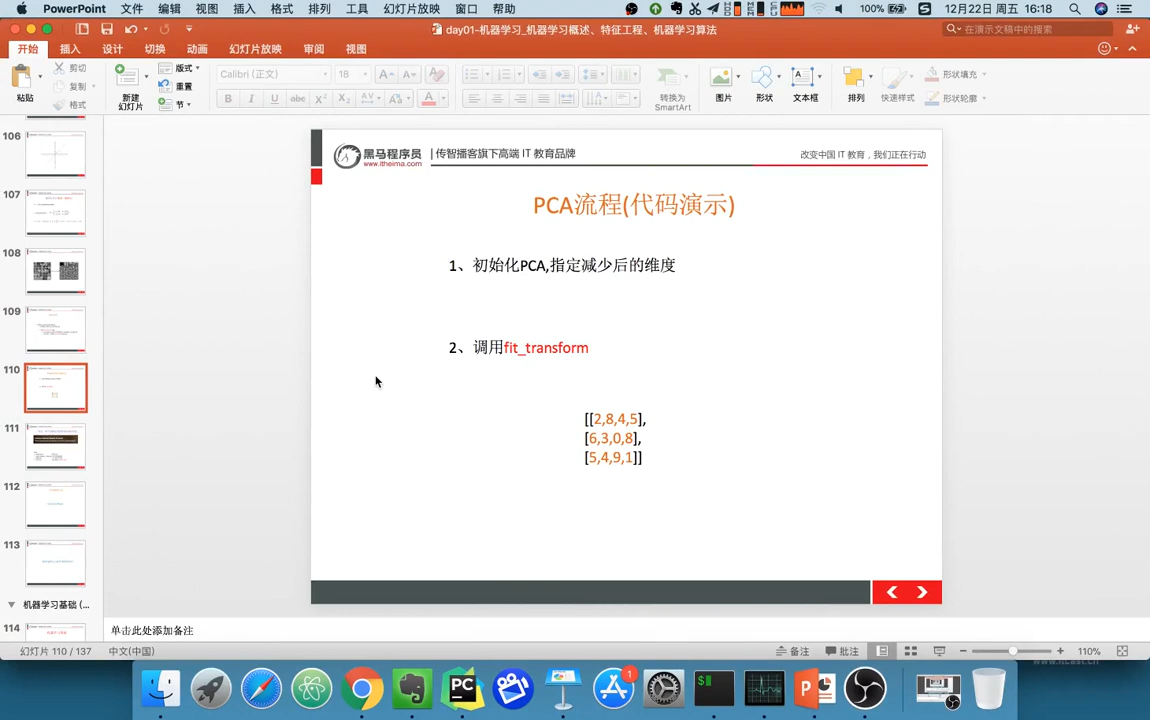 PowerPoint 文件 编辑 视图 插入 格式 排列 工具 幻灯片放映 窗口 帮助 100% 12月22日 周五 16:18
day01-机器学习_机器学习概述、特征工程、机器学习算法 在演示文稿中的搜索
开始 插入 设计 切换 动画 幻灯片放映 审阅 视图
粘贴 剪切 复制 格式
新建幻灯片 版式 重置 节
Calibri (正文) 18
转换为 SmartArt 图片 形状 文本框 排列 快速样式 形状填充 形状轮廓
106
107
108
109
110
111
112
113
机器学习基础 (...
114
黑马程序员 www.itheima.com 传智播客旗下高端 IT 教育品牌 改变中国 IT 教育，我们正在行动
PCA流程(代码演示)
1、初始化PCA,指定减少后的维度
2、调用fit_transform
[[2,8,4,5],
[6,3,0,8],
[5,4,9,1]]
单击此处添加备注
幻灯片 110 / 137 中文(中国) 备注 批注 110%